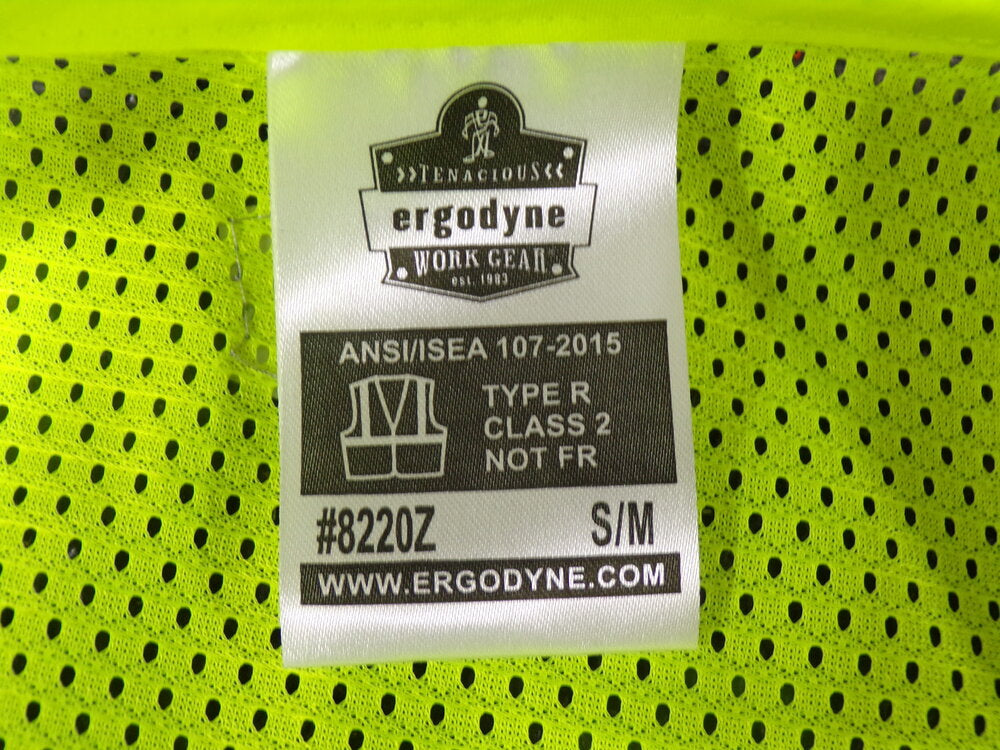 »TENACIOUS«
ergodyne
WORK GEAR
est. 1983
ANSI/ISEA 107-2015
TYPE R
CLASS 2
NOT FR
#8220Z S/M
WWW.ERGODYNE.COM